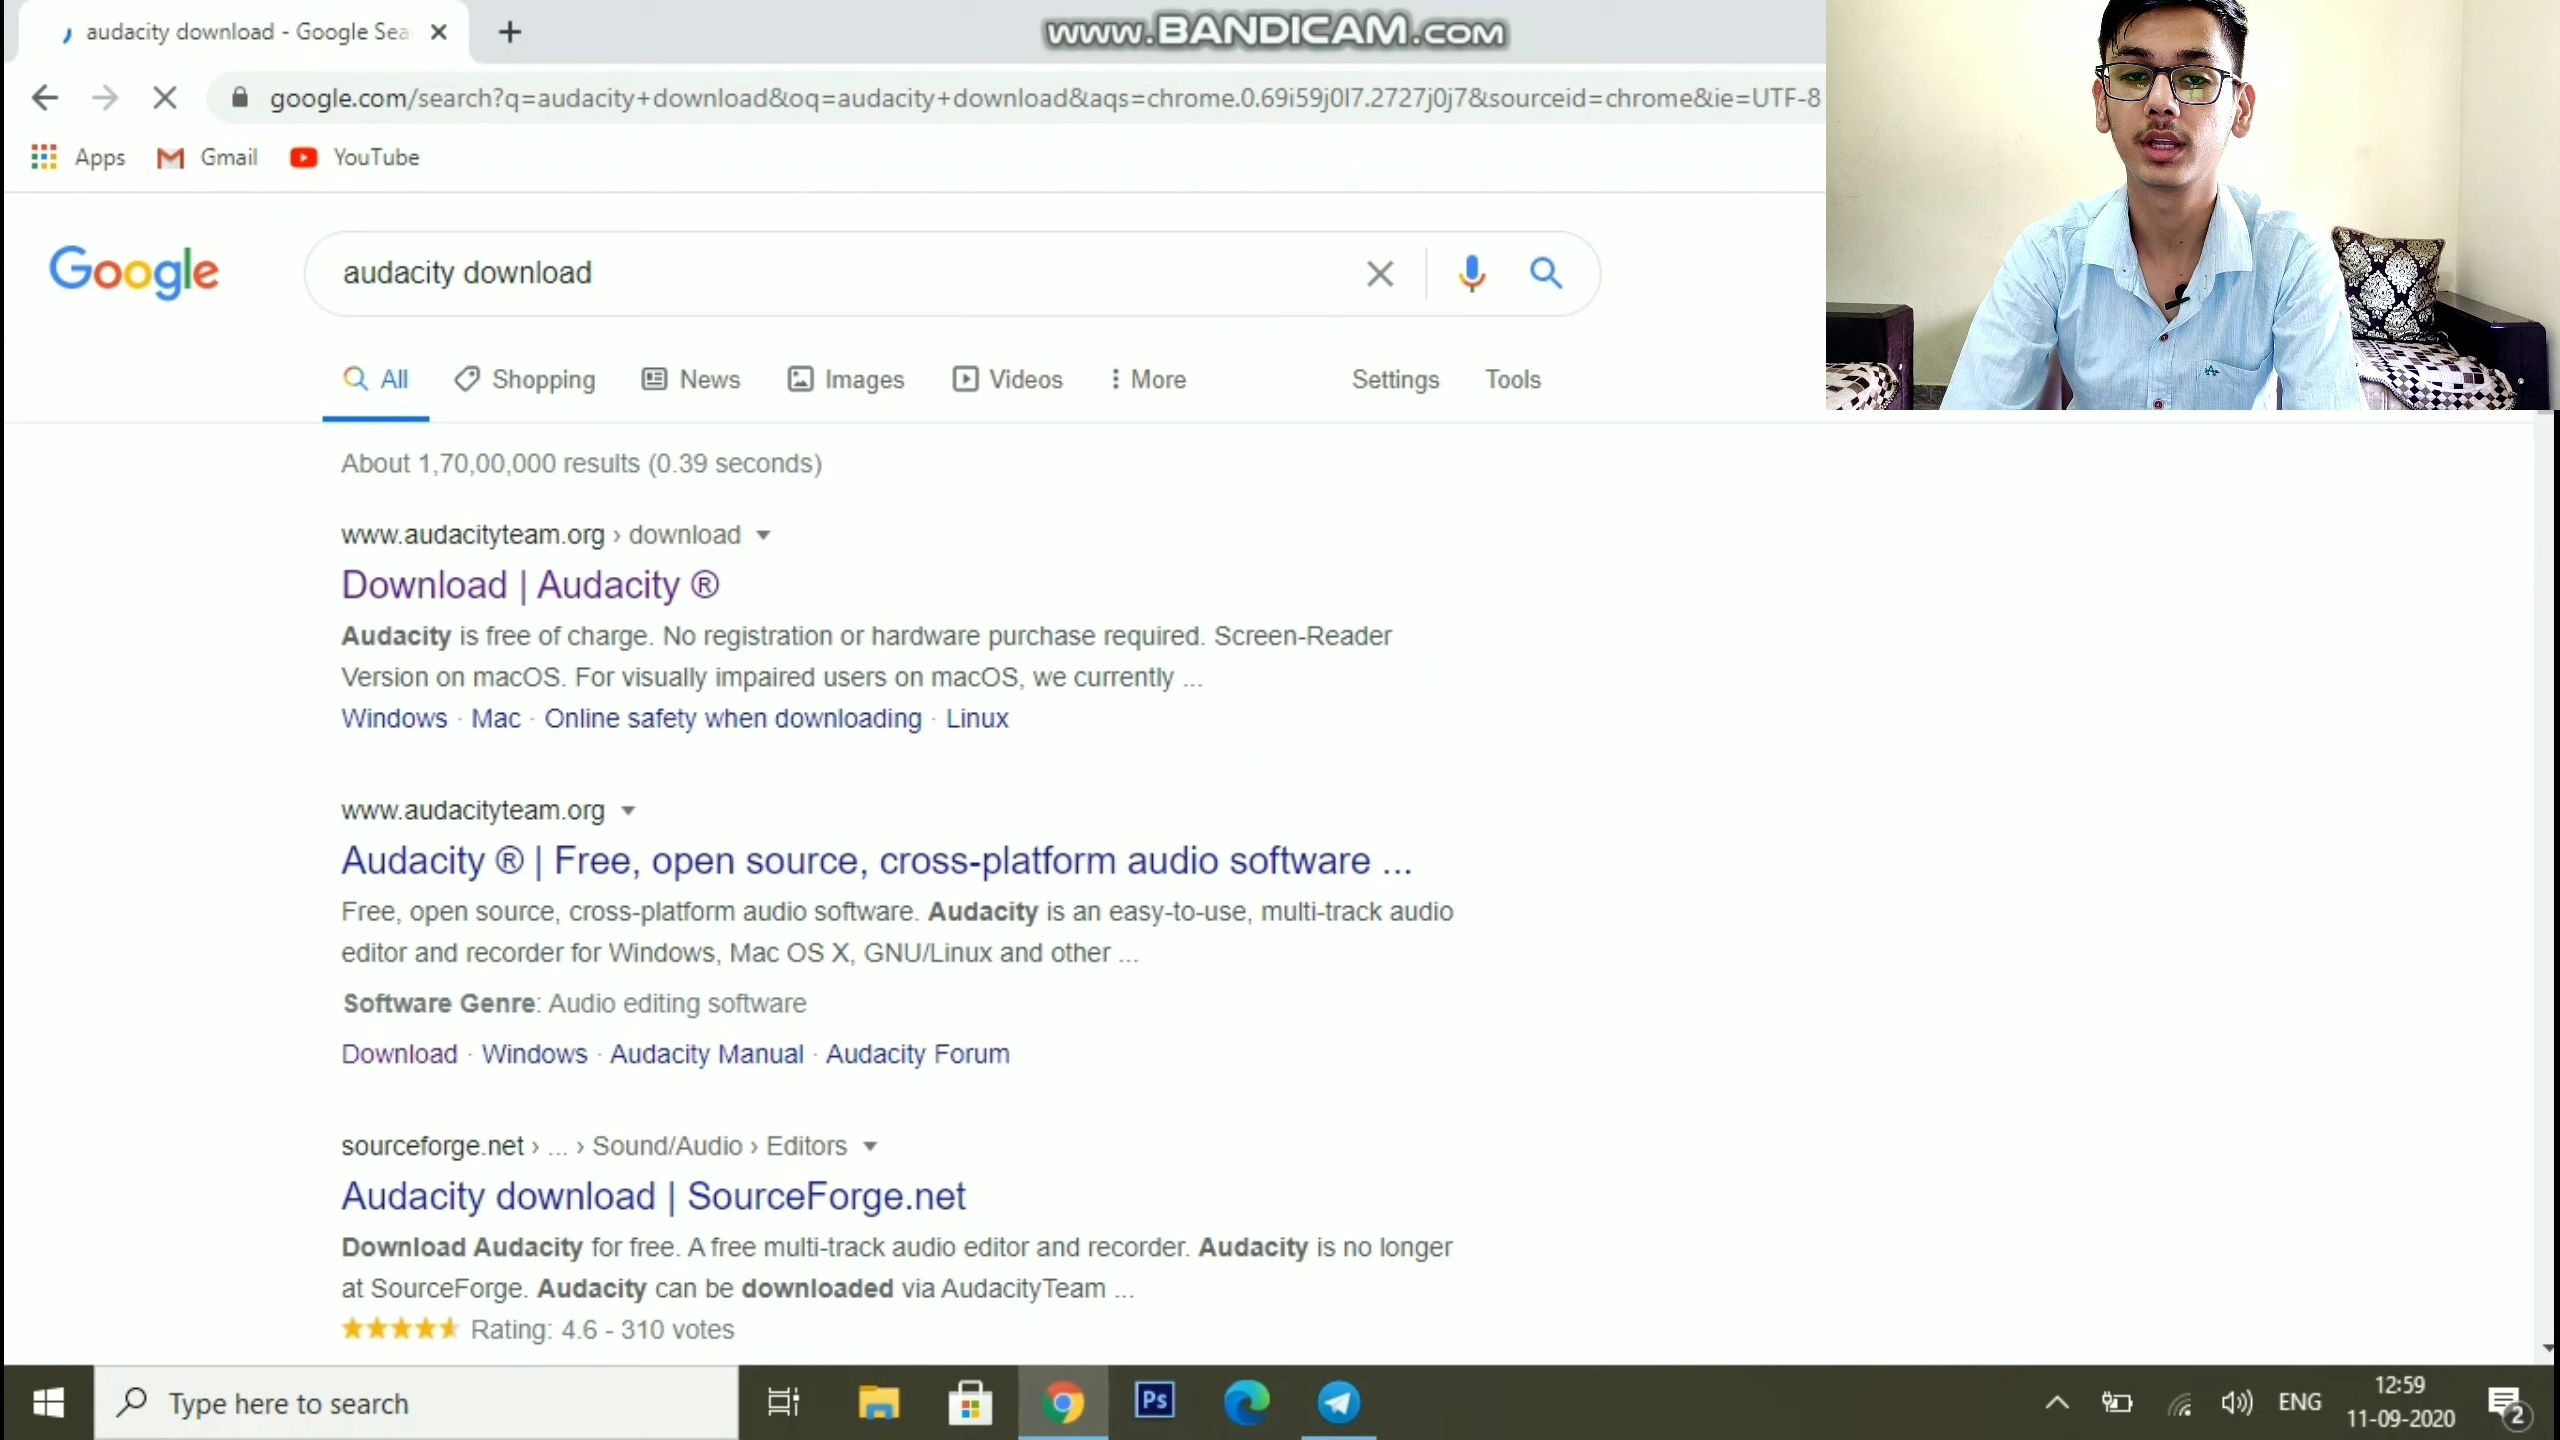 audacity download - Google Sea
www.BANDICAM.com
google.com/search?q=audacity+download&oq=audacity+download&aqs=chrome.0.69i59j0l7.2727j0j7&sourceid=chrome&ie=UTF-8
Apps Gmail YouTube
Google audacity download
All Shopping News Images Videos More Settings Tools
About 1,70,00,000 results (0.39 seconds)
www.audacityteam.org › download
Download | Audacity ®
Audacity is free of charge. No registration or hardware purchase required. Screen-Reader
Version on macOS. For visually impaired users on macOS, we currently ...
Windows · Mac · Online safety when downloading · Linux
www.audacityteam.org
Audacity ® | Free, open source, cross-platform audio software ...
Free, open source, cross-platform audio software. Audacity is an easy-to-use, multi-track audio
editor and recorder for Windows, Mac OS X, GNU/Linux and other ...
Software Genre: Audio editing software
Download · Windows · Audacity Manual · Audacity Forum
sourceforge.net › ... › Sound/Audio › Editors
Audacity download | SourceForge.net
Download Audacity for free. A free multi-track audio editor and recorder. Audacity is no longer
at SourceForge. Audacity can be downloaded via AudacityTeam ...
Rating: 4.6 - 310 votes
Type here to search
Ps
ENG
12:59
11-09-2020
2